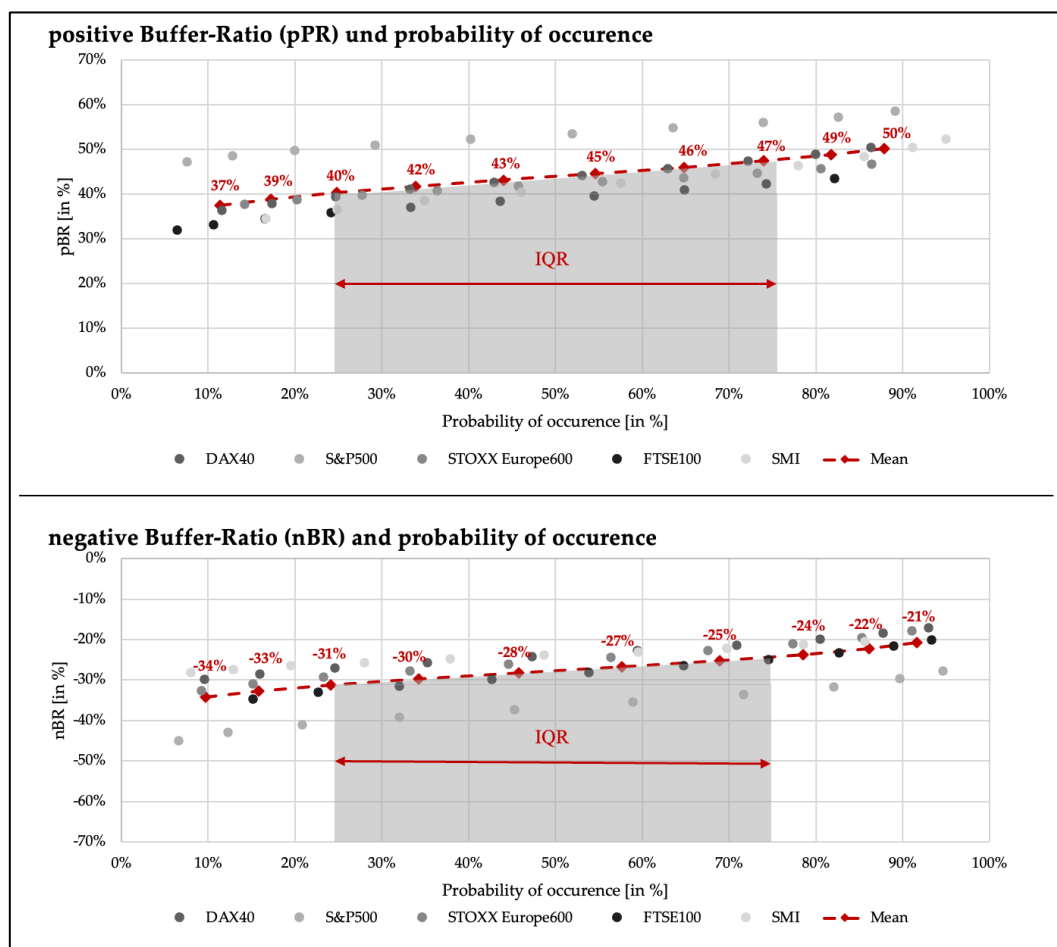 positive Buffer-Ratio (pPR) und probability of occurence
70%
60%
50%
40%
30%
20%
10%
0%
pBR [in %]
37%
39%
40%
42%
43%
45%
46%
47%
49%
50%
IQR
0%
10%
20%
30%
40%
50%
60%
70%
80%
90%
100%
Probability of occurence [in %]
DAX40
S&P500
STOXX Europe600
FTSE100
SMI
Mean
negative Buffer-Ratio (nBR) and probability of occurence
0%
-10%
-20%
-30%
-40%
-50%
-60%
-70%
nBR [in %]
-34%
-33%
-31%
-30%
-28%
-27%
-25%
-24%
-22%
-21%
IQR
0%
10%
20%
30%
40%
50%
60%
70%
80%
90%
100%
Probability of occurence [in %]
DAX40
S&P500
STOXX Europe600
FTSE100
SMI
Mean